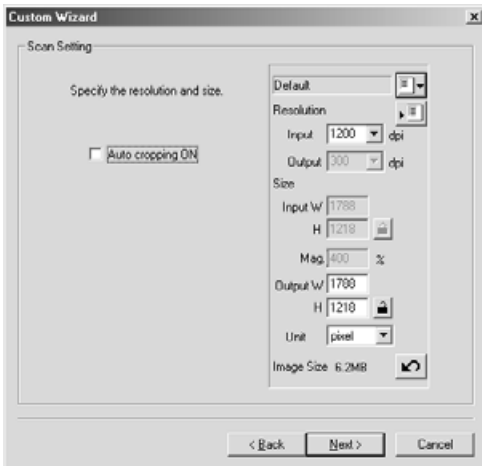 Custom Wizard
Scan Setting
Specify the resolution and size.
Auto cropping ON
Default
Resolution
Input 1200 dpi
Output 300 dpi
Size
Input W 1788
H 1218
Mag. 400 %
Output W 1788
H 1218
Unit pixel
Image Size 6.2MB
< Back Next > Cancel